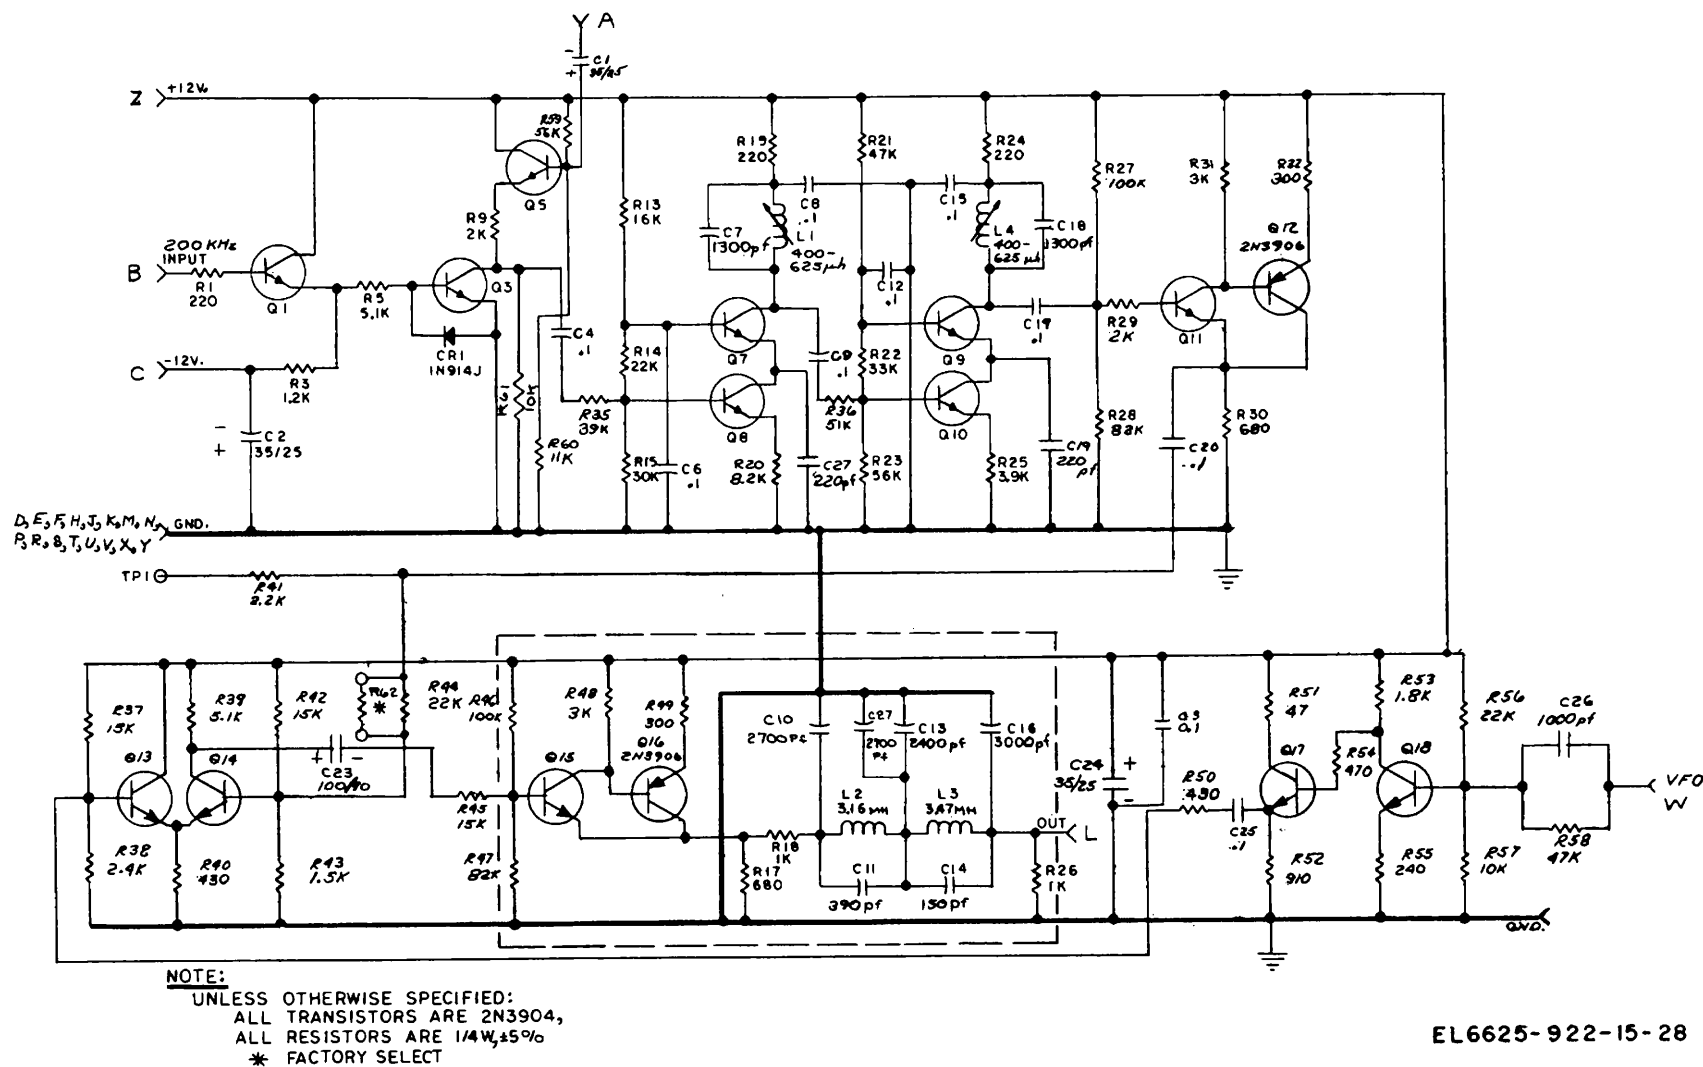 A
C1
35/25
Z +12V.
R59
56K
Q5
R9
2K
R13
16K
R19
220
C8
.1
C7
1300pf
L1
400-
625µh
R21
47K
C12
.1
R24
220
C15
.1
L4
400-
625µh
C18
1300pf
R27
100K
R31
3K
R32
300
Q12
2N3906
200 KHz
INPUT
B
R1
220
Q1
R5
5.1K
Q3
CR1
1N914J
C4
.1
R14
22K
Q7
C9
.1
R22
33K
Q9
C17
.1
R29
2K
Q11
C -12V.
R3
1.2K
-
+
C2
35/25
R61
10K
R60
11K
R35
39K
R15
30K
C6
.1
Q8
R20
8.2K
C27
220pf
R36
51K
R23
56K
Q10
R25
3.9K
C19
220
pf
R28
82K
C20
.1
R30
680
D, E, F, H, J, K, M, N,
P, R, S, T, U, V, X, Y
GND.
TP1
R41
2.2K
R37
15K
R39
5.1K
R42
15K
R62
*
R44
22K
R46
100K
R48
3K
R49
300
C10
2700 Pf
C27
2700
Pf
C13
2400pf
C16
3000pf
C3
0.1
R51
47
R53
1.8K
R56
22K
C26
1000pf
Q13
Q14
+ -
C23
100/10
R45
15K
Q15
Q16
2N3906
L2
3.16MH
L3
3.47MH
OUT L
C24
35/25
+
-
R50
430
C25
.1
Q17
R54
470
Q18
VFO
W
R58
47K
R38
2.4K
R40
430
R43
1.5K
R47
82K
R17
680
R18
1K
C11
390pf
C14
150pf
R26
1K
R52
910
R55
240
R57
10K
GND.
NOTE:
UNLESS OTHERWISE SPECIFIED:
ALL TRANSISTORS ARE 2N3904,
ALL RESISTORS ARE 1/4W,±5%
* FACTORY SELECT
EL6625-922-15-28